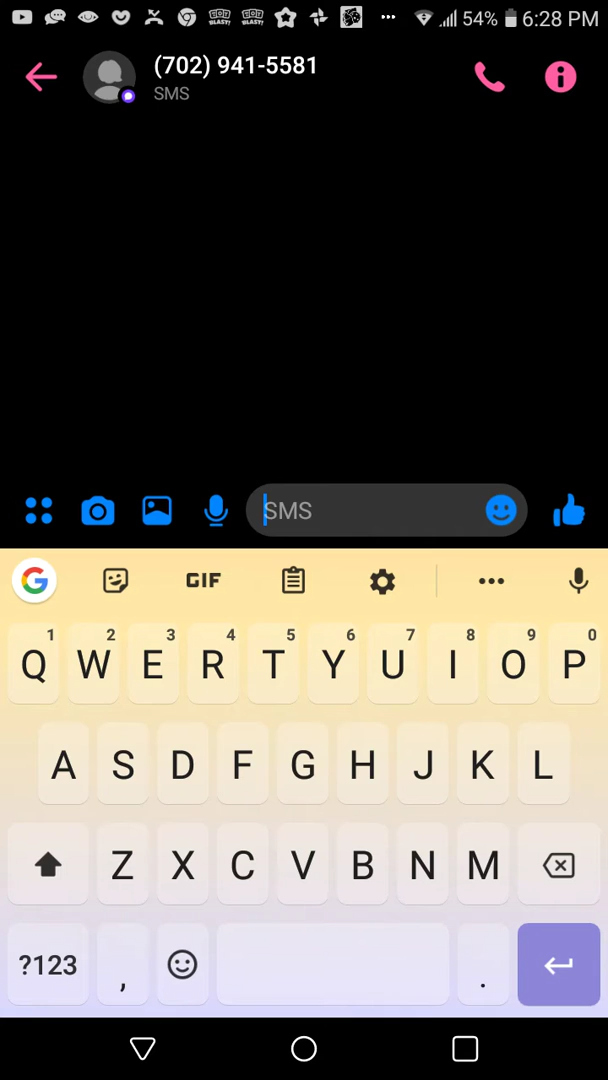 54% 6:28 PM
(702) 941-5581
SMS
SMS
GIF
1 2 3 4 5 6 7 8 9 0
Q W E R T Y U I O P
A S D F G H J K L
Z X C V B N M
?123 , .